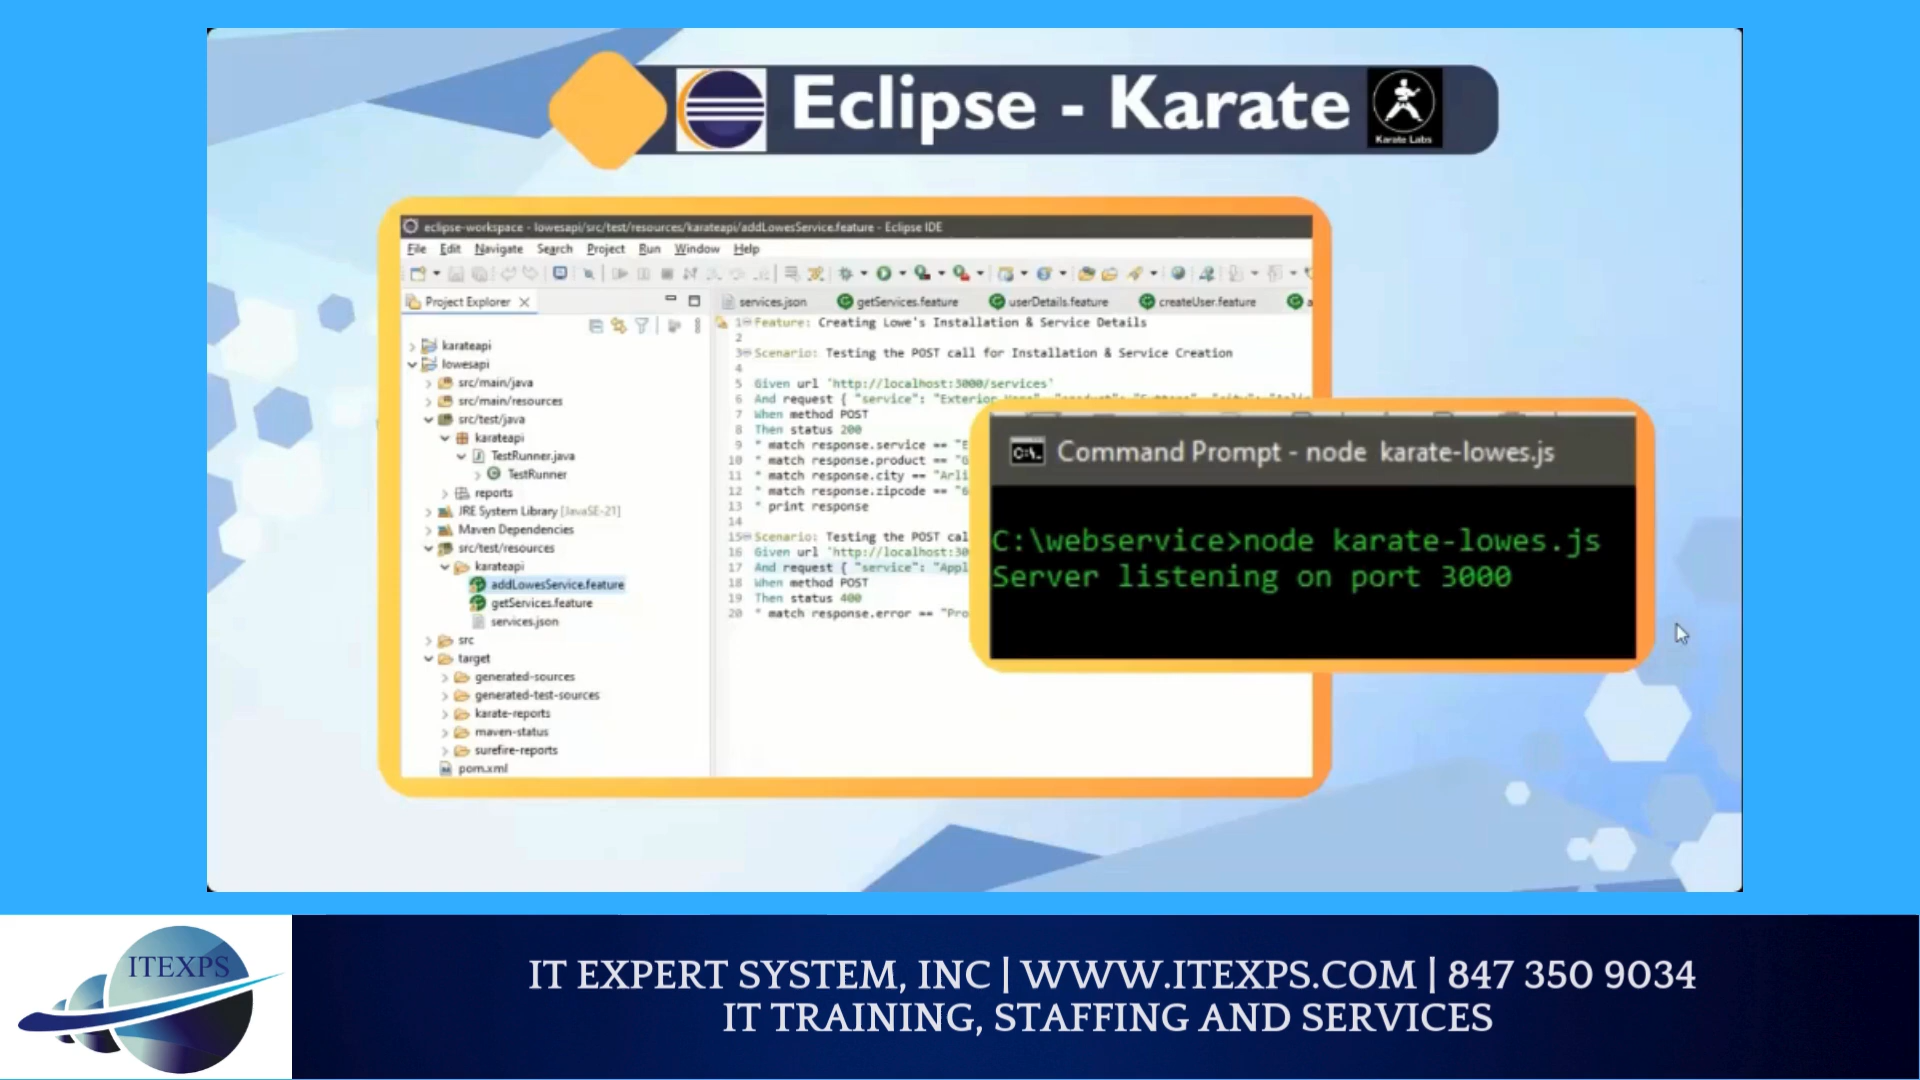 Eclipse - Karate
Karate Labs
eclipse-workspace - lowesapi/src/test/resources/karateapi/addLowesService.feature - Eclipse IDE
File Edit Navigate Search Project Run Window Help
Project Explorer
services.json getServices.feature userDetails.feature createUser.feature
karateapi
lowesapi
src/main/java
src/main/resources
src/test/java
karateapi
TestRunner.java
TestRunner
reports
JRE System Library [JavaSE-21]
Maven Dependencies
src/test/resources
karateapi
addLowesService.feature
getServices.feature
services.json
src
target
generated-sources
generated-test-sources
karate-reports
maven-status
surefire-reports
pom.xml
1 Feature: Creating Lowe's Installation & Service Details
2
3 Scenario: Testing the POST call for Installation & Service Creation
4
5 Given url 'http://localhost:3000/services'
6 And request { "service": "Exterior
7 When method POST
8 Then status 200
9 * match response.service == "E
10 * match response.product == "G
11 * match response.city == "Arli
12 * match response.zipcode == "6
13 * print response
14
15 Scenario: Testing the POST cal
16 Given url 'http://localhost:30
17 And request { "service": "Appl
18 When method POST
19 Then status 400
20 * match response.error == "Pro
Command Prompt - node karate-lowes.js
C:\webservice>node karate-lowes.js
Server listening on port 3000
ITEXPS
IT EXPERT SYSTEM, INC | WWW.ITEXPS.COM | 847 350 9034
IT TRAINING, STAFFING AND SERVICES